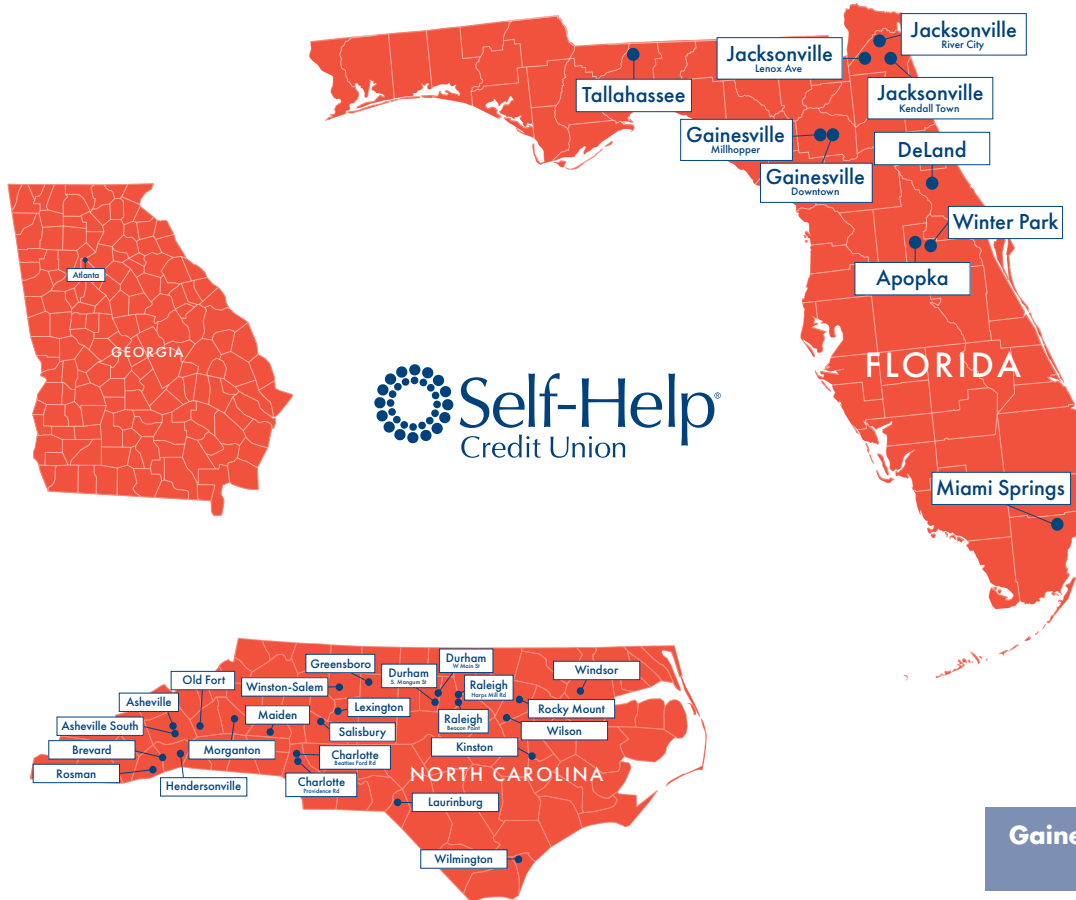 Jacksonville
River City
Jacksonville
Lenox Ave
Tallahassee
Jacksonville
Kendall Town
Gainesville
Millhopper
DeLand
Gainesville
Downtown
Winter Park
Apopka
Atlanta
GEORGIA
FLORIDA
Self-Help®
Credit Union
Miami Springs
Greensboro
Durham
W Main St
Durham
S. Mangum St
Windsor
Old Fort
Winston-Salem
Raleigh
Harps Mill Rd
Asheville
Lexington
Rocky Mount
Maiden
Raleigh
Beacon Point
Asheville South
Salisbury
Wilson
Brevard
Morganton
Kinston
Charlotte
Beatties Ford Rd
Rosman
NORTH CAROLINA
Hendersonville
Charlotte
Providence Rd
Laurinburg
Wilmington
Gaine